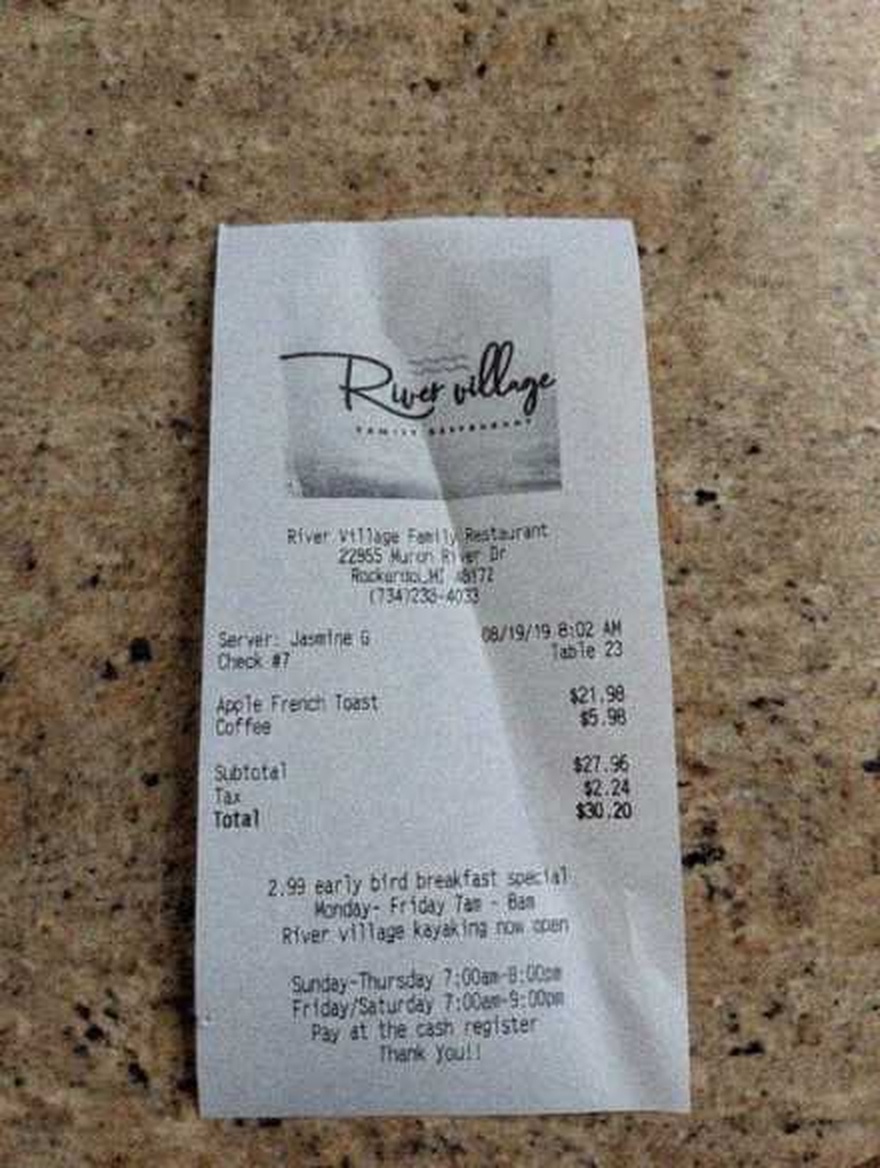 River village
FAMILY RESTAURANT
River Village Family Restaurant
22955 Huron River Dr
MI 48172
(734)
Server: Jasmine G
08/19/19 8:02 AM
Check #7
Table 23
Apple French Toast
$21.98
Coffee
$5.98
Subtotal
$27.96
Tax
$2.24
Total
$30.20
2.99 early bird breakfast special
Monday- Friday 7am - 8am
River village kayaking now open
Sunday-Thursday 7:00am-8:00pm
Friday/Saturday 7:00am-9:00pm
Pay at the cash register
Thank You!!